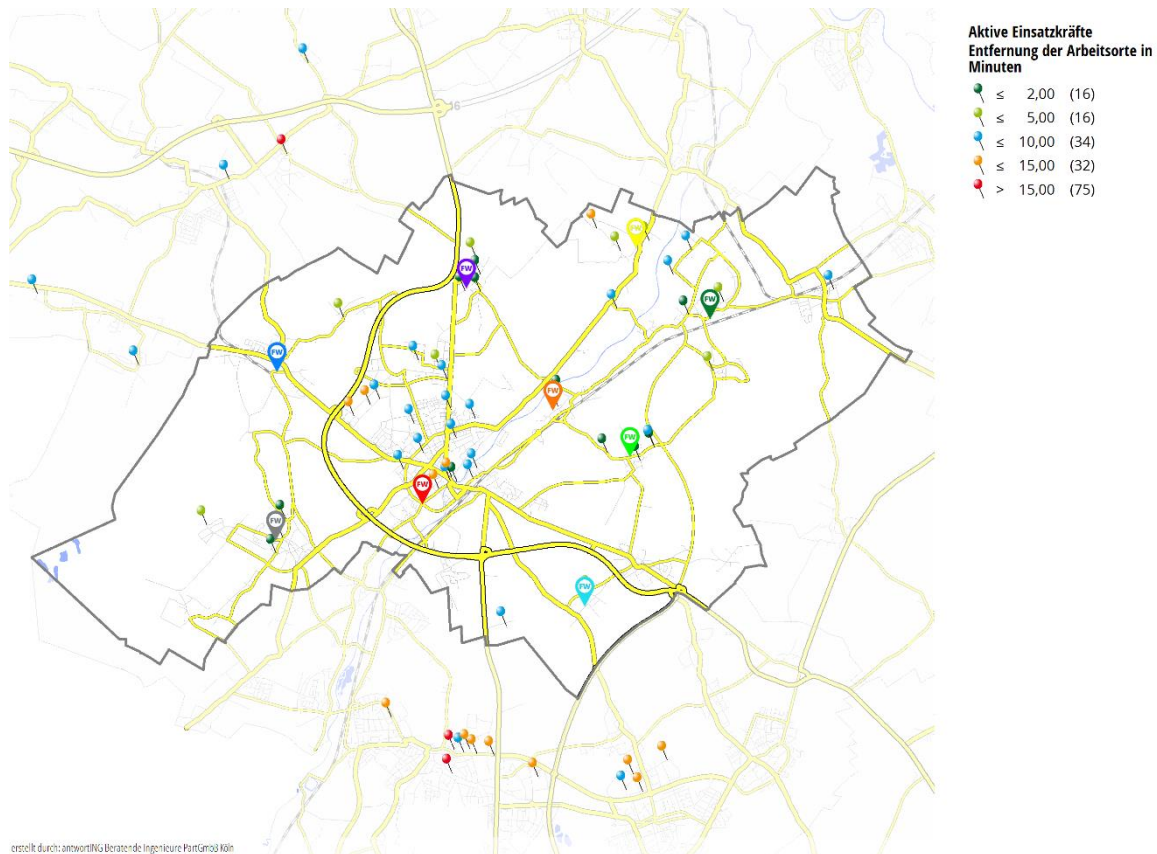 Aktive Einsatzkräfte
Entfernung der Arbeitsorte in
Minuten
≤ 2,00 (16)
≤ 5,00 (16)
≤ 10,00 (34)
≤ 15,00 (32)
> 15,00 (75)
16
FW
FW
FW
FW
FW
FW
FW
FW
FW
erstellt durch: antwortING Beratende Ingenieure PartGmbB Köln